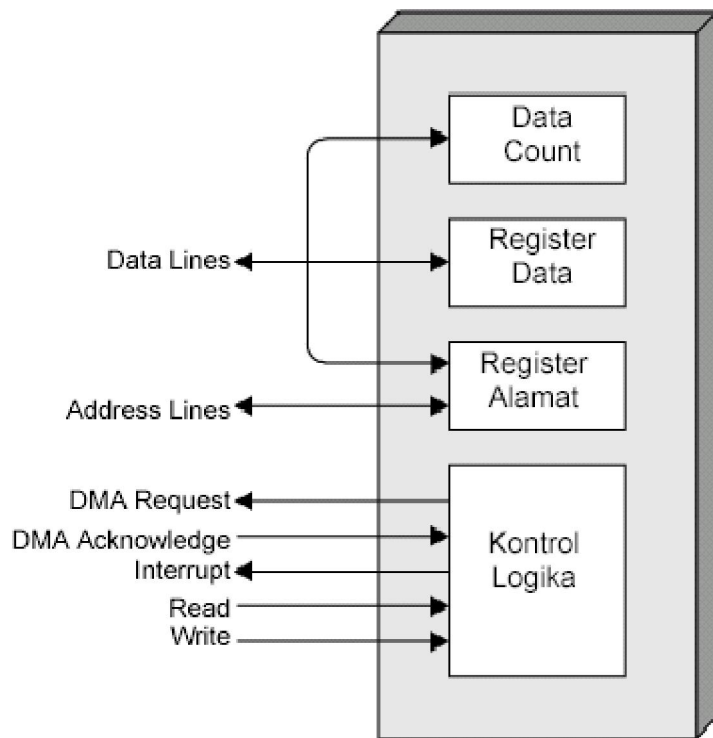 Data
Count
Data Lines
Register
Data
Register
Alamat
Address Lines
DMA Request
DMA Acknowledge
Interrupt
Read
Write
Kontrol
Logika